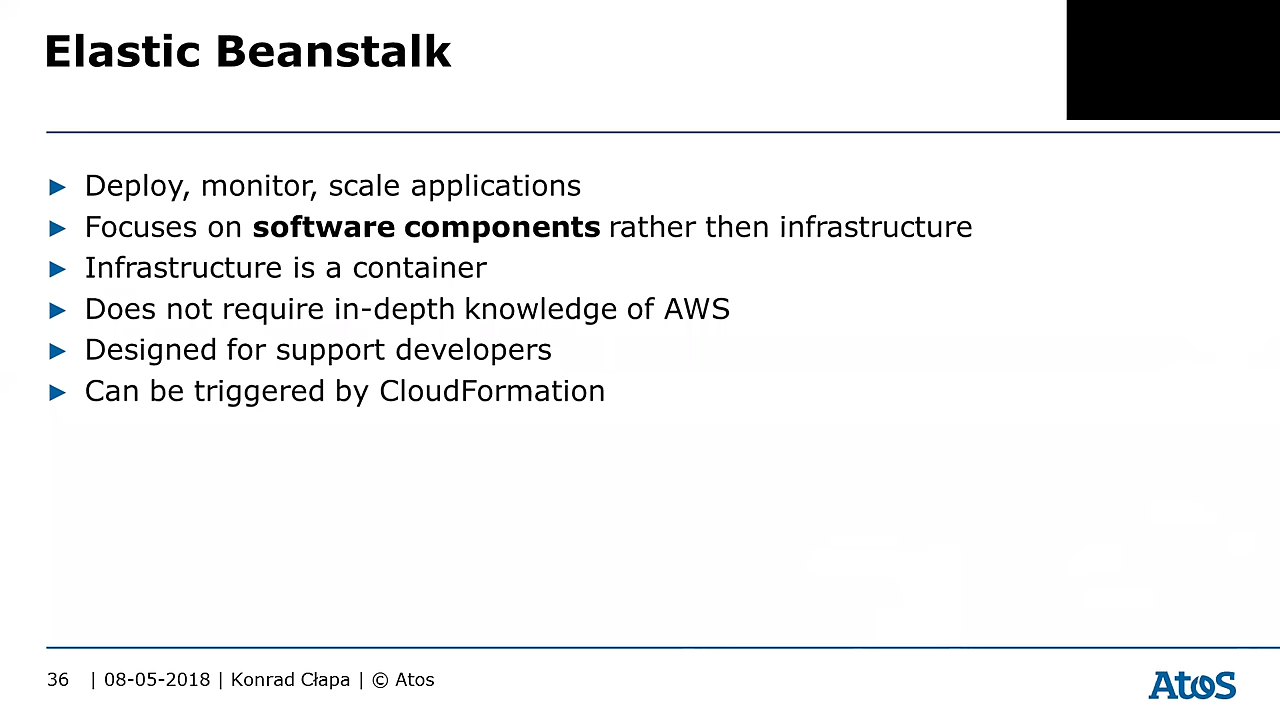 Elastic Beanstalk
► Deploy, monitor, scale applications
► Focuses on software components rather then infrastructure
► Infrastructure is a container
► Does not require in-depth knowledge of AWS
► Designed for support developers
► Can be triggered by CloudFormation
36 | 08-05-2018 | Konrad Cłapa | © Atos
Atos